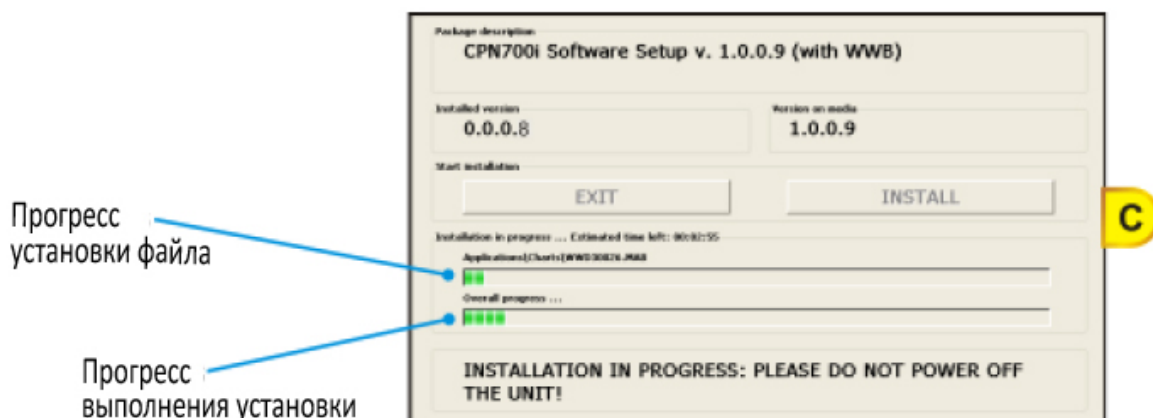 Package description
CPN700i Software Setup v. 1.0.0.9 (with WWB)
Installed version
0.0.0.8
Version on media
1.0.0.9
Start installation
EXIT
INSTALL
C
Прогресс
установки файла
Installation in progress ... Estimated time left: 00:02:55
Overall progress ...
Прогресс
выполнения установки
INSTALLATION IN PROGRESS: PLEASE DO NOT POWER OFF
THE UNIT!